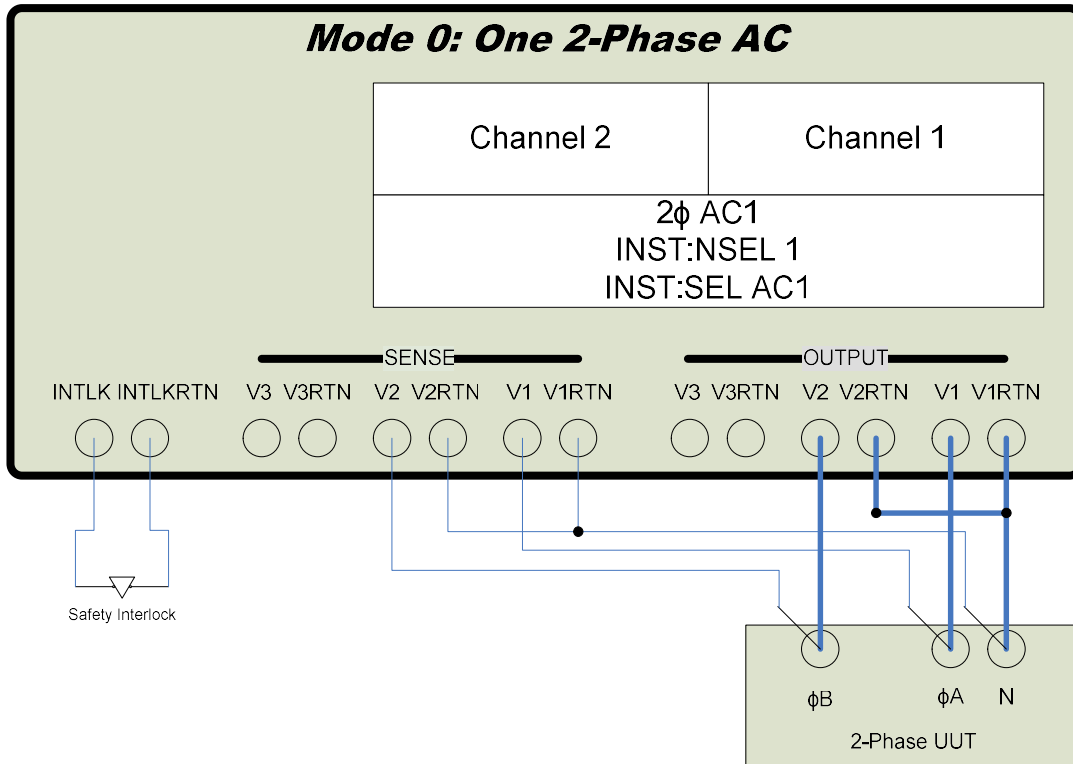 Mode 0: One 2-Phase AC
Channel 2 Channel 1
2ϕ AC1
INST:NSEL 1
INST:SEL AC1
SENSE OUTPUT
INTLK INTLKRTN V3 V3RTN V2 V2RTN V1 V1RTN V3 V3RTN V2 V2RTN V1 V1RTN
Safety Interlock
ϕB ϕA N
2-Phase UUT